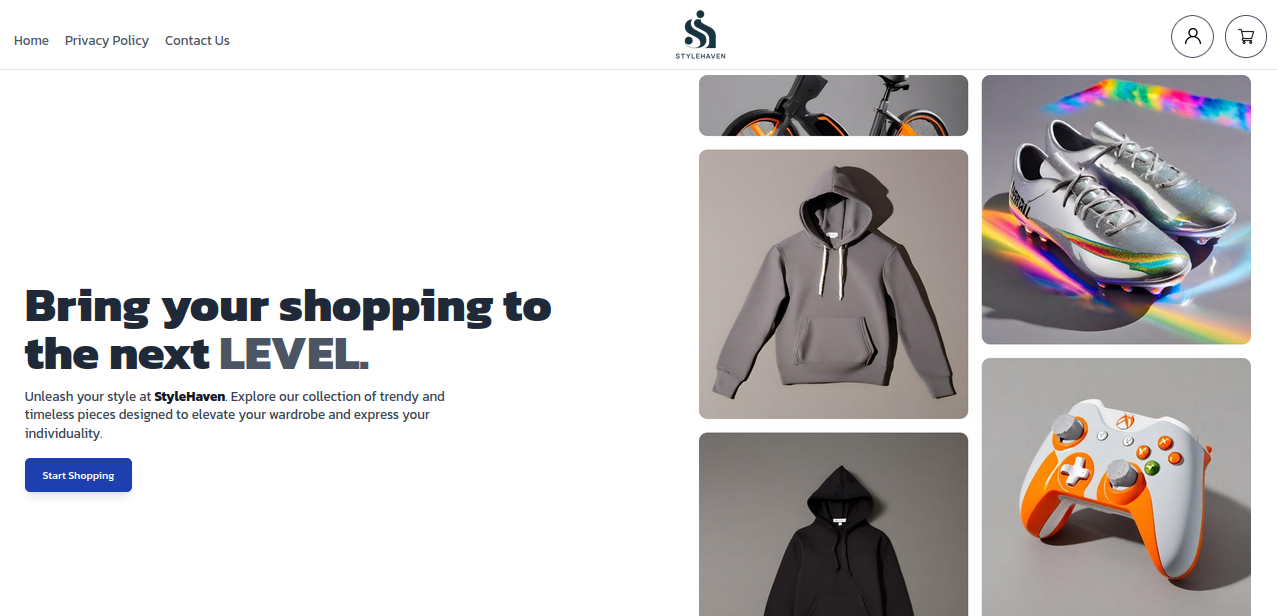 Home Privacy Policy Contact Us
STYLEHAVEN
Bring your shopping to
the next LEVEL.
Unleash your style at StyleHaven. Explore our collection of trendy and
timeless pieces designed to elevate your wardrobe and express your
individuality.
Start Shopping